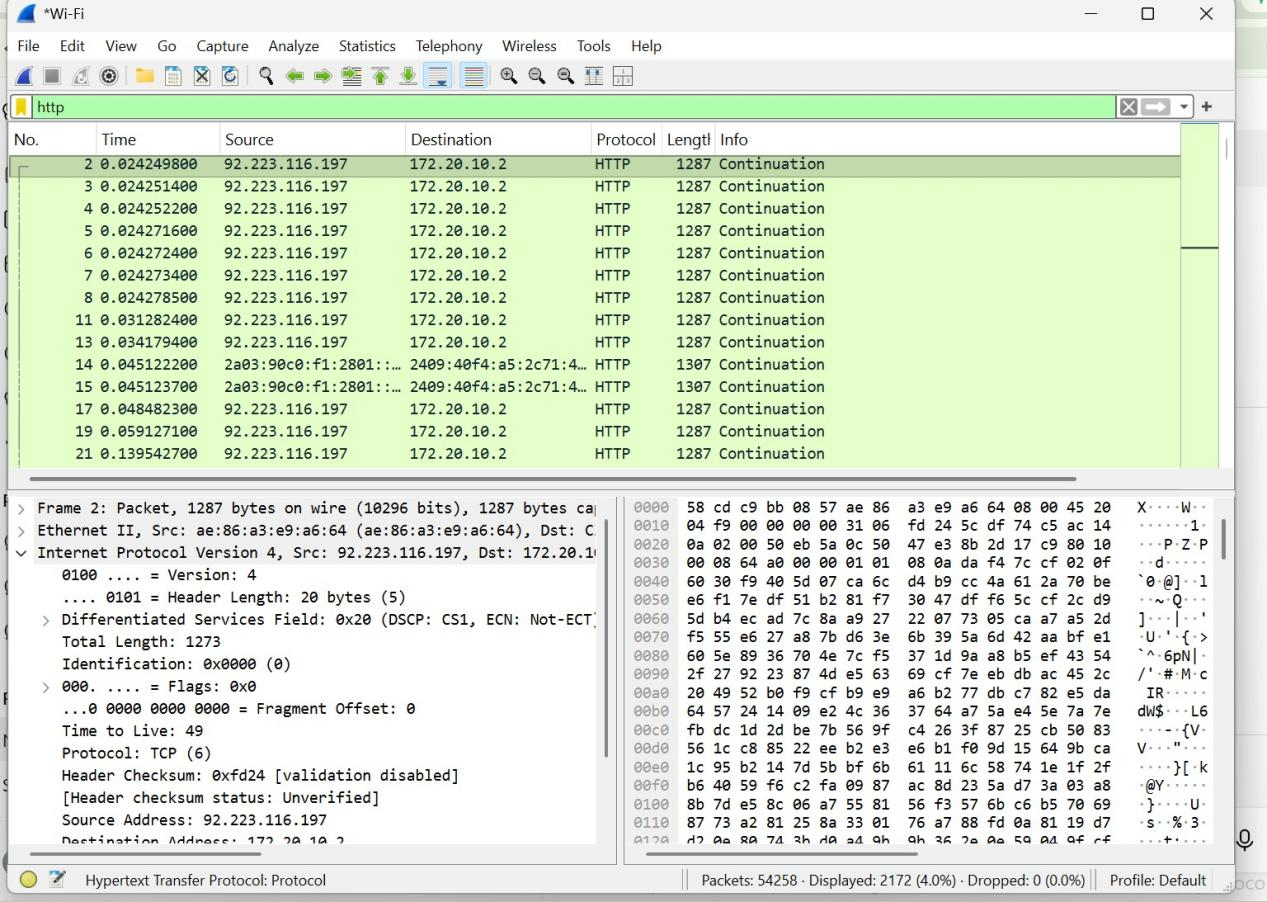 *Wi-Fi
File Edit View Go Capture Analyze Statistics Telephony Wireless Tools Help
http
No. Time Source Destination Protocol Length Info
2 0.024249800 92.223.116.197 172.20.10.2 HTTP 1287 Continuation
3 0.024251400 92.223.116.197 172.20.10.2 HTTP 1287 Continuation
4 0.024252200 92.223.116.197 172.20.10.2 HTTP 1287 Continuation
5 0.024271600 92.223.116.197 172.20.10.2 HTTP 1287 Continuation
6 0.024272400 92.223.116.197 172.20.10.2 HTTP 1287 Continuation
7 0.024273400 92.223.116.197 172.20.10.2 HTTP 1287 Continuation
8 0.024278500 92.223.116.197 172.20.10.2 HTTP 1287 Continuation
11 0.031282400 92.223.116.197 172.20.10.2 HTTP 1287 Continuation
13 0.034179400 92.223.116.197 172.20.10.2 HTTP 1287 Continuation
14 0.045122200 2a03:90c0:f1:2801::… 2409:40f4:a5:2c71:4… HTTP 1307 Continuation
15 0.045123700 2a03:90c0:f1:2801::… 2409:40f4:a5:2c71:4… HTTP 1307 Continuation
17 0.048482300 92.223.116.197 172.20.10.2 HTTP 1287 Continuation
19 0.059127100 92.223.116.197 172.20.10.2 HTTP 1287 Continuation
21 0.139542700 92.223.116.197 172.20.10.2 HTTP 1287 Continuation
Frame 2: Packet, 1287 bytes on wire (10296 bits), 1287 bytes cap
Ethernet II, Src: ae:86:a3:e9:a6:64 (ae:86:a3:e9:a6:64), Dst: C
Internet Protocol Version 4, Src: 92.223.116.197, Dst: 172.20.10
0100 .... = Version: 4
.... 0101 = Header Length: 20 bytes (5)
Differentiated Services Field: 0x20 (DSCP: CS1, ECN: Not-ECT)
Total Length: 1273
Identification: 0x0000 (0)
000. .... = Flags: 0x0
...0 0000 0000 0000 = Fragment Offset: 0
Time to Live: 49
Protocol: TCP (6)
Header Checksum: 0xfd24 [validation disabled]
[Header checksum status: Unverified]
Source Address: 92.223.116.197
Destination Address: 172.20.10.2
0000 58 cd c9 bb 08 57 ae 86 a3 e9 a6 64 08 00 45 20 X····W··
0010 04 f9 00 00 00 00 31 06 fd 24 5c df 74 c5 ac 14 ······1·
0020 0a 02 00 50 eb 5a 0c 50 47 e3 8b 2d 17 c9 80 10 ···P·Z·P
0030 00 08 64 a0 00 00 01 01 08 0a da f4 7c cf 02 0f ··d·····
0040 60 30 f9 40 5d 07 ca 6c d4 b9 cc 4a 61 2a 70 be `0·@]··l
0050 e6 f1 7e df 51 b2 81 f7 30 47 df f6 5c cf 2c d9 ··~·Q···
0060 5d b4 ec ad 7c 8a a9 27 22 07 73 05 ca a7 a5 2d ]···|··'
0070 f5 55 e6 27 a8 7b d6 3e 6b 39 5a 6d 42 aa bf e1 ·U·'·{·>
0080 60 5e 89 36 70 4e 7c f5 37 1d 9a a8 b5 ef 43 54 `^·6pN|·
0090 2f 27 92 23 87 4d e5 63 69 cf 7e eb db ac 45 2c /'·#·M·c
00a0 20 49 52 b0 f9 cf b9 e9 a6 b2 77 db c7 82 e5 da IR·····
00b0 64 57 24 14 09 e2 4c 36 37 64 a7 5a e4 5e 7a 7e dW$···L6
00c0 fb dc 1d 2d be 7b 56 9f c4 26 3f 87 25 cb 50 83 ···-·{V·
00d0 56 1c c8 85 22 ee b2 e3 e6 b1 f0 9d 15 64 9b ca V···"···
00e0 1c 95 b2 14 7d 5b bf 6b 61 11 6c 58 74 1e 1f 2f ····}[·k
00f0 b6 40 59 f6 c2 fa 09 87 ac 8d 23 5a d7 3a 03 a8 ·@Y·····
0100 8b 7d e5 8c 06 a7 55 81 56 f3 57 6b c6 b5 70 69 ·}····U·
0110 87 73 a2 81 25 8a 33 01 76 a7 88 fd 0a 81 19 d7 ·s··%·3·
0120 d2 0e 80 74 3b d0 a4 9b 9b 36 2e 0e 59 04 9f cf ···t;···
Hypertext Transfer Protocol: Protocol
Packets: 54258 · Displayed: 2172 (4.0%) · Dropped: 0 (0.0%)
Profile: Default